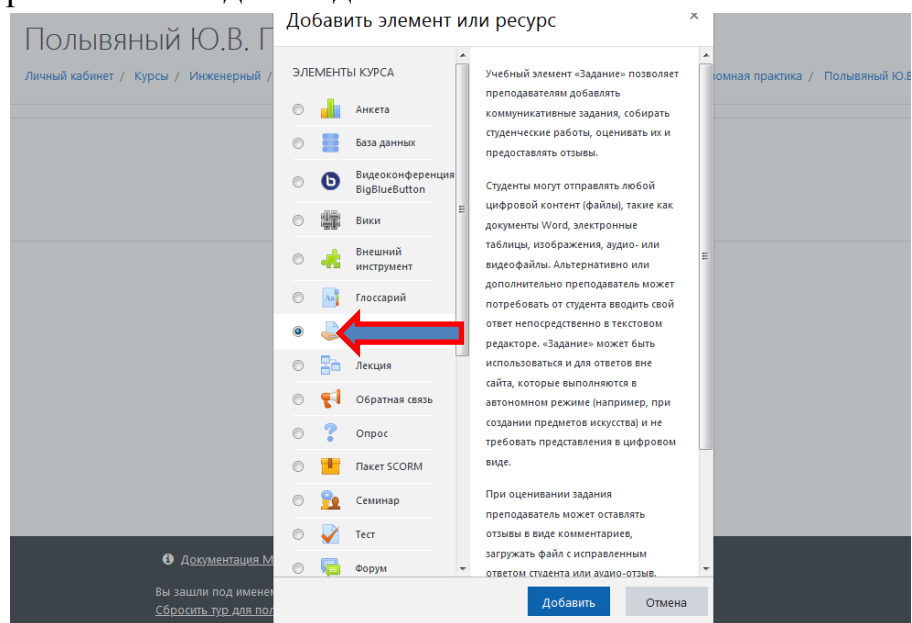 Добавить элемент или ресурс ×
Полывяный Ю.В.
Личный кабинет / Курсы / Инженерный / омная практика / Полывяный Ю.В
ЭЛЕМЕНТЫ КУРСА
Анкета
База данных
Видеоконференция
BigBlueButton
Вики
Внешний
инструмент
Глоссарий
Лекция
Обратная связь
Опрос
Пакет SCORM
Семинар
Тест
Форум
Учебный элемент «Задание» позволяет
преподавателям добавлять
коммуникативные задания, собирать
студенческие работы, оценивать их и
предоставлять отзывы.
Студенты могут отправлять любой
цифровой контент (файлы), такие как
документы Word, электронные
таблицы, изображения, аудио- или
видеофайлы. Альтернативно или
дополнительно преподаватель может
потребовать от студента вводить свой
ответ непосредственно в текстовом
редакторе. «Задание» может быть
использоваться и для ответов вне
сайта, которые выполняются в
автономном режиме (например, при
создании предметов искусства) и не
требовать представления в цифровом
виде.
При оценивании задания
преподаватель может оставлять
отзывы в виде комментариев,
загружать файл с исправленным
ответом студента или аудио-отзыв.
Документация M
Вы зашли под именем
Сбросить тур для пол
Добавить Отмена